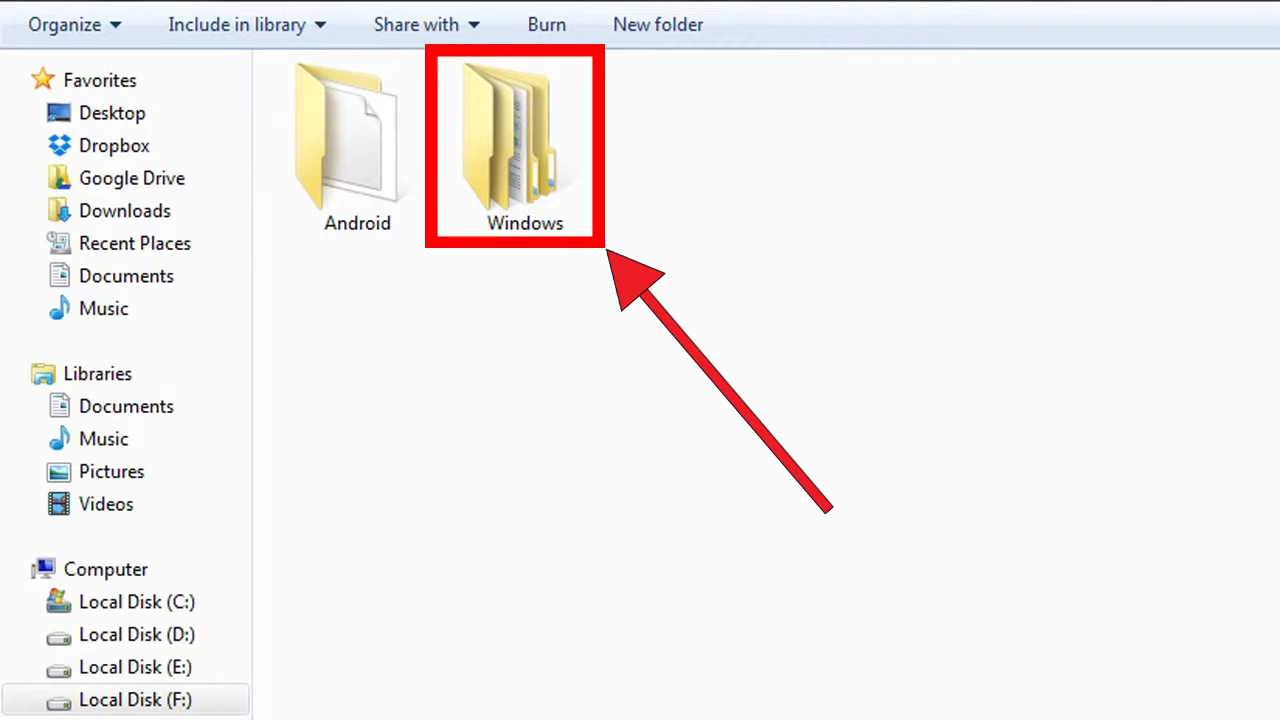 Organize Include in library Share with Burn New folder
Favorites
Desktop
Dropbox
Google Drive
Downloads
Recent Places
Documents
Music
Libraries
Documents
Music
Pictures
Videos
Computer
Local Disk (C:)
Local Disk (D:)
Local Disk (E:)
Local Disk (F:)
Android Windows